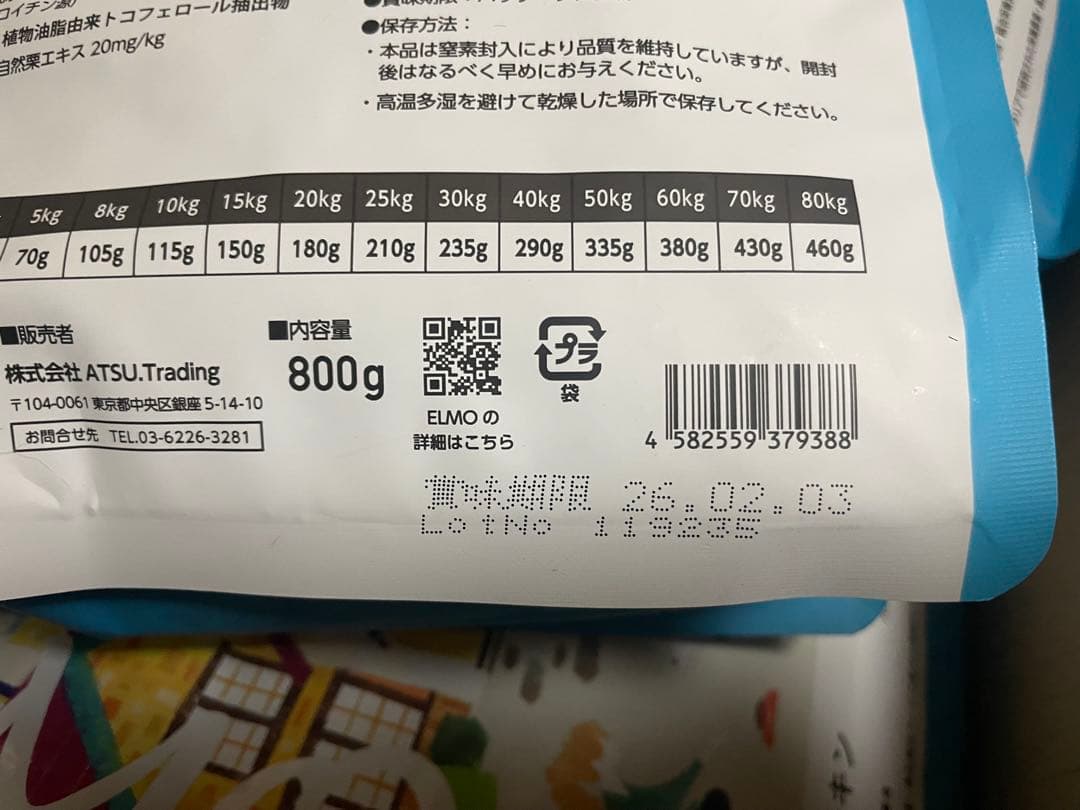 コイチン源)
植物油脂由来トコフェロール抽出物
自然栗エキス 20mg/kg
●保存方法：
・本品は窒素封入により品質を維持していますが、開封
後はなるべく早めにお与えください。
・高温多湿を避けて乾燥した場所で保存してください。
5kg 8kg 10kg 15kg 20kg 25kg 30kg 40kg 50kg 60kg 70kg 80kg
70g 105g 115g 150g 180g 210g 235g 290g 335g 380g 430g 460g
■販売者
株式会社 ATSU.Trading
〒104-0061 東京都中央区銀座 5-14-10
お問合せ先 TEL.03-6226-3281
■内容量
800g
ELMO の
詳細はこちら
プラ
袋
4 582559 379388
賞味期限 26.02.03
LotNo 119235
チキン